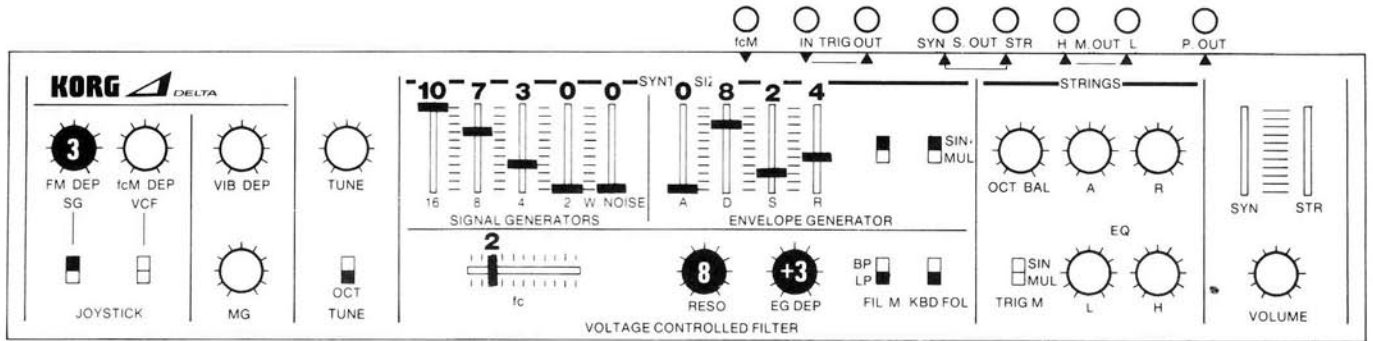 fcM IN TRIG OUT SYN S. OUT STR H M.OUT L P. OUT
KORG DELTA
SYNT SIZ
STRINGS
10 7 3 0 0 0 8 2 4
3
SIN
MUL
FM DEP fcM DEP VIB DEP TUNE
SG VCF
16 8 4 2 W NOISE A D S R
SIGNAL GENERATORS ENVELOPE GENERATOR
OCT BAL A R
SYN STR
2
EQ
8 +3
BP
LP
SIN
MUL
OCT
fc RESO EG DEP FIL M KBD FOL TRIG M L H
JOYSTICK MG TUNE VOLUME
VOLTAGE CONTROLLED FILTER